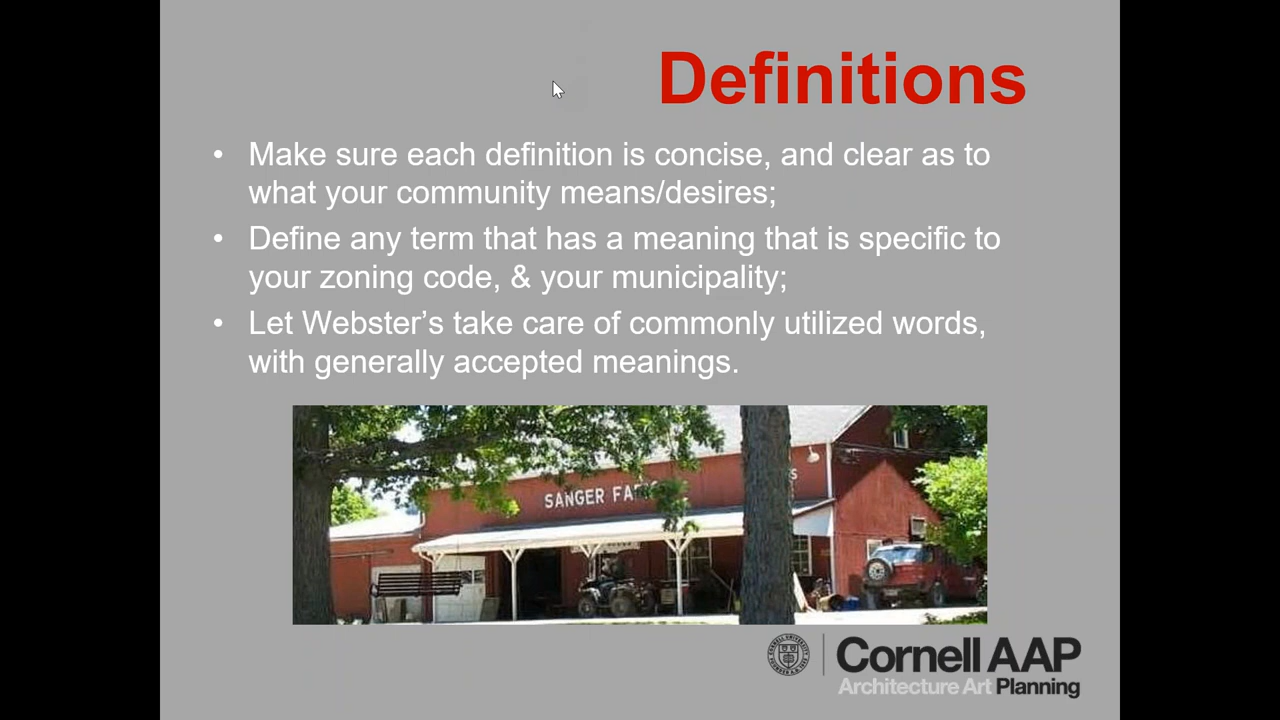 Definitions
• Make sure each definition is concise, and clear as to
what your community means/desires;
• Define any term that has a meaning that is specific to
your zoning code, & your municipality;
• Let Webster’s take care of commonly utilized words,
with generally accepted meanings.
SANGER
Cornell AAP
Architecture Art Planning